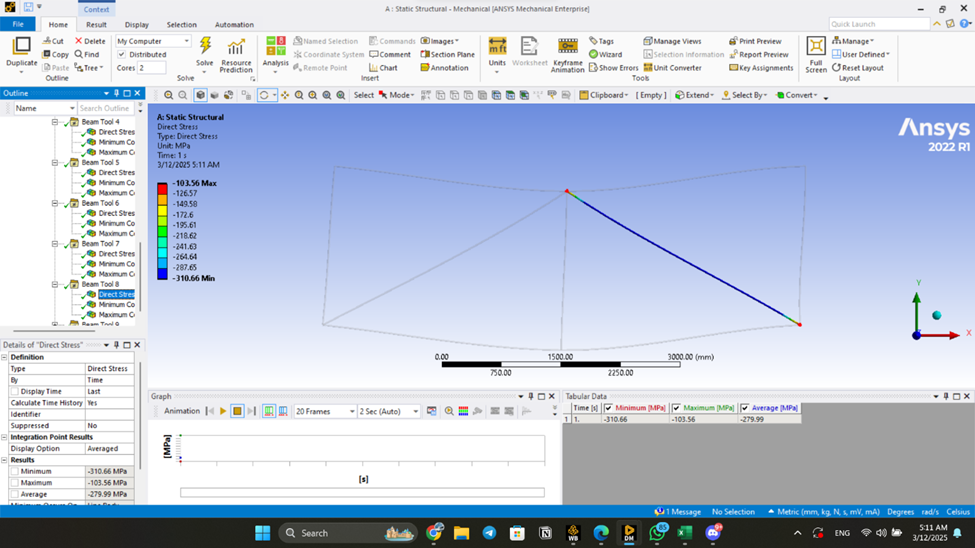 Context
A : Static Structural - Mechanical [ANSYS Mechanical Enterprise]
File Home Result Display Selection Automation
Quick Launch
Duplicate
Cut
Copy
Paste
Delete
Find
Tree
Outline
My Computer
Distributed
Cores 2
Solve
Resource Prediction
Solve
Analysis
Named Selection
Coordinate System
Remote Point
Commands
Comment
Chart
Images
Section Plane
Annotation
Insert
Units
Worksheet
Keyframe Animation
Tags
Wizard
Show Errors
Manage Views
Selection Information
Unit Converter
Print Preview
Report Preview
Key Assignments
Tools
Full Screen
Manage
User Defined
Reset Layout
Layout
Outline
Name Search Outline
Select Mode Clipboard [ Empty ] Extend Select By Convert
Beam Tool 4
Direct Stres
Minimum Co
Maximum Co
Beam Tool 5
Direct Stres
Minimum Co
Maximum Co
Beam Tool 6
Direct Stres
Minimum Co
Maximum Co
Beam Tool 7
Direct Stres
Minimum Co
Maximum Co
Beam Tool 8
Direct Stres
Minimum Co
Maximum Co
A: Static Structural
Direct Stress
Type: Direct Stress
Unit: MPa
Time: 1 s
3/12/2025 5:11 AM
-103.56 Max
-126.57
-149.58
-172.6
-195.61
-218.62
-241.63
-264.64
-287.65
-310.66 Min
Ansys
2022 R1
Y
X
0.00 1500.00 3000.00 (mm)
750.00 2250.00
Details of "Direct Stress"
Definition
Type Direct Stress
By Time
Display Time Last
Calculate Time History Yes
Identifier
Suppressed No
Integration Point Results
Display Option Averaged
Results
Minimum -310.66 MPa
Maximum -103.56 MPa
Average -279.99 MPa
Graph
Animation 20 Frames 2 Sec (Auto)
[MPa]
[s]
Tabular Data
Time [s] Minimum [MPa] Maximum [MPa] Average [MPa]
1 1. -310.66 -103.56 -279.99
1 Message No Selection Metric (mm, kg, N, s, mV, mA) Degrees rad/s Celsius
Search
WB
DM
85
ENG
5:11 AM
3/12/2025